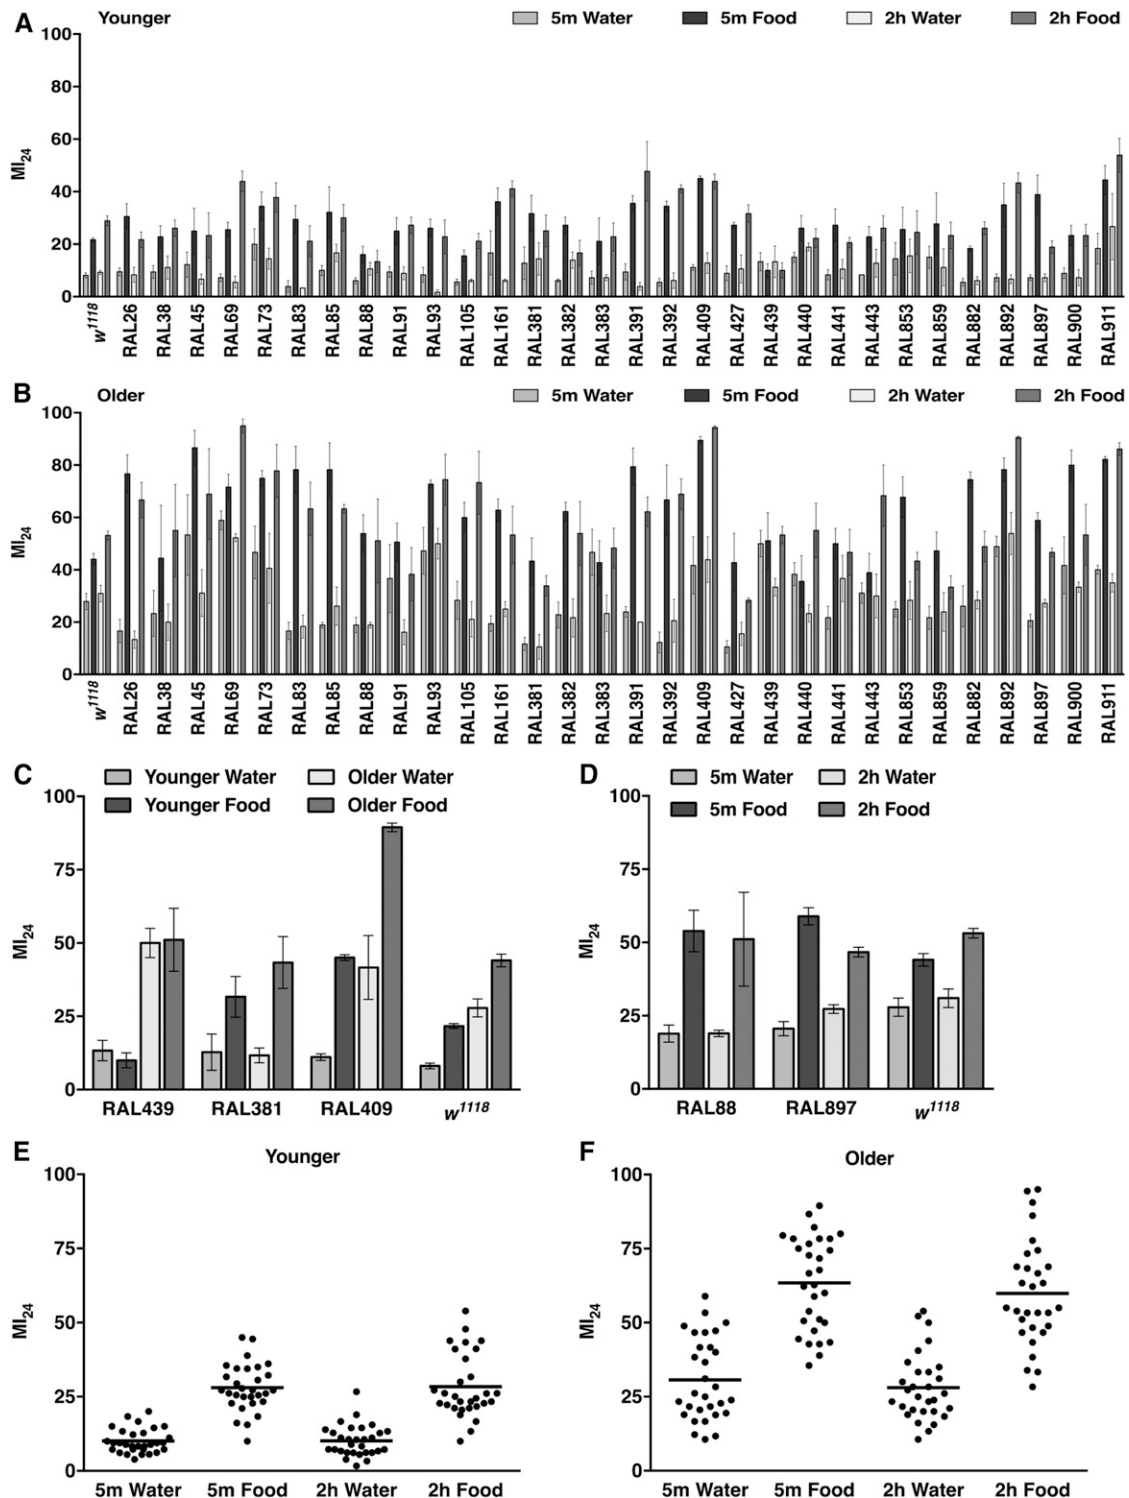 A Younger 5m Water 5m Food 2h Water 2h Food
100
80
60
40
20
0
MI24
w1118 RAL26 RAL38 RAL45 RAL69 RAL73 RAL83 RAL85 RAL88 RAL91 RAL93 RAL105 RAL161 RAL381 RAL382 RAL383 RAL391 RAL392 RAL409 RAL427 RAL439 RAL440 RAL441 RAL443 RAL853 RAL859 RAL882 RAL892 RAL897 RAL900 RAL911
B Older 5m Water 5m Food 2h Water 2h Food
100
80
60
40
20
0
MI24
w1118 RAL26 RAL38 RAL45 RAL69 RAL73 RAL83 RAL85 RAL88 RAL91 RAL93 RAL105 RAL161 RAL381 RAL382 RAL383 RAL391 RAL392 RAL409 RAL427 RAL439 RAL440 RAL441 RAL443 RAL853 RAL859 RAL882 RAL892 RAL897 RAL900 RAL911
C Younger Water Older Water
Younger Food Older Food
100
75
50
25
0
MI24
RAL439 RAL381 RAL409 w1118
D 5m Water 2h Water
5m Food 2h Food
100
75
50
25
0
MI24
RAL88 RAL897 w1118
E Younger
100
75
50
25
0
MI24
5m Water 5m Food 2h Water 2h Food
F Older
100
75
50
25
0
MI24
5m Water 5m Food 2h Water 2h Food